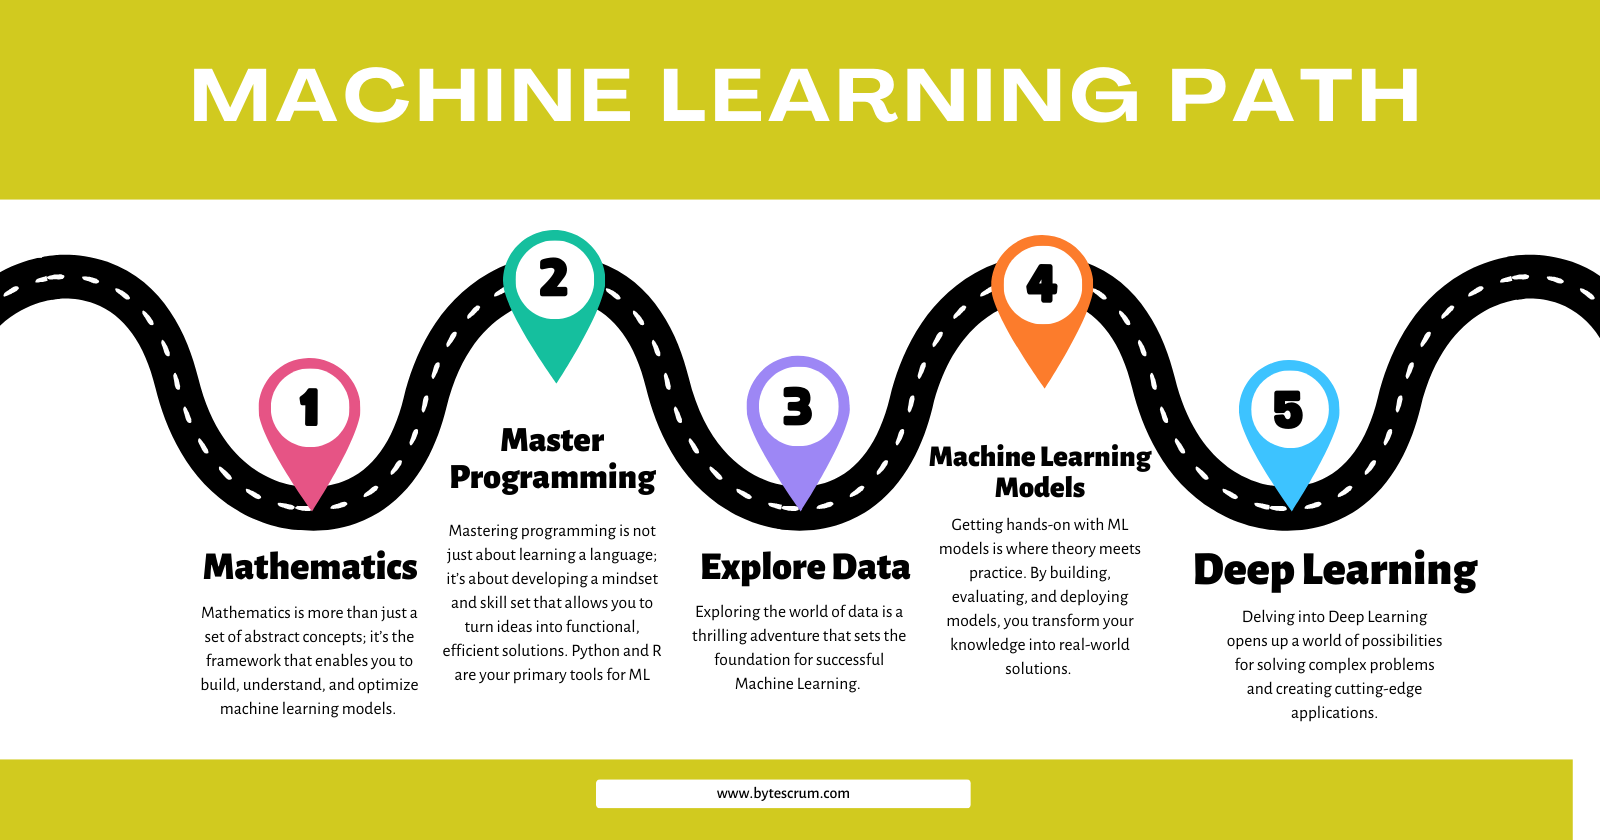 MACHINE LEARNING PATH
1
Mathematics
Mathematics is more than just a
set of abstract concepts; it's the
framework that enables you to
build, understand, and optimize
machine learning models.
2
Master
Programming
Mastering programming is not
just about learning a language;
it's about developing a mindset
and skill set that allows you to
turn ideas into functional,
efficient solutions. Python and R
are your primary tools for ML
3
Explore Data
Exploring the world of data is a
thrilling adventure that sets the
foundation for successful
Machine Learning.
4
Machine Learning
Models
Getting hands-on with ML
models is where theory meets
practice. By building,
evaluating, and deploying
models, you transform your
knowledge into real-world
solutions.
5
Deep Learning
Delving into Deep Learning
opens up a world of possibilities
for solving complex problems
and creating cutting-edge
applications.
www.bytescrum.com